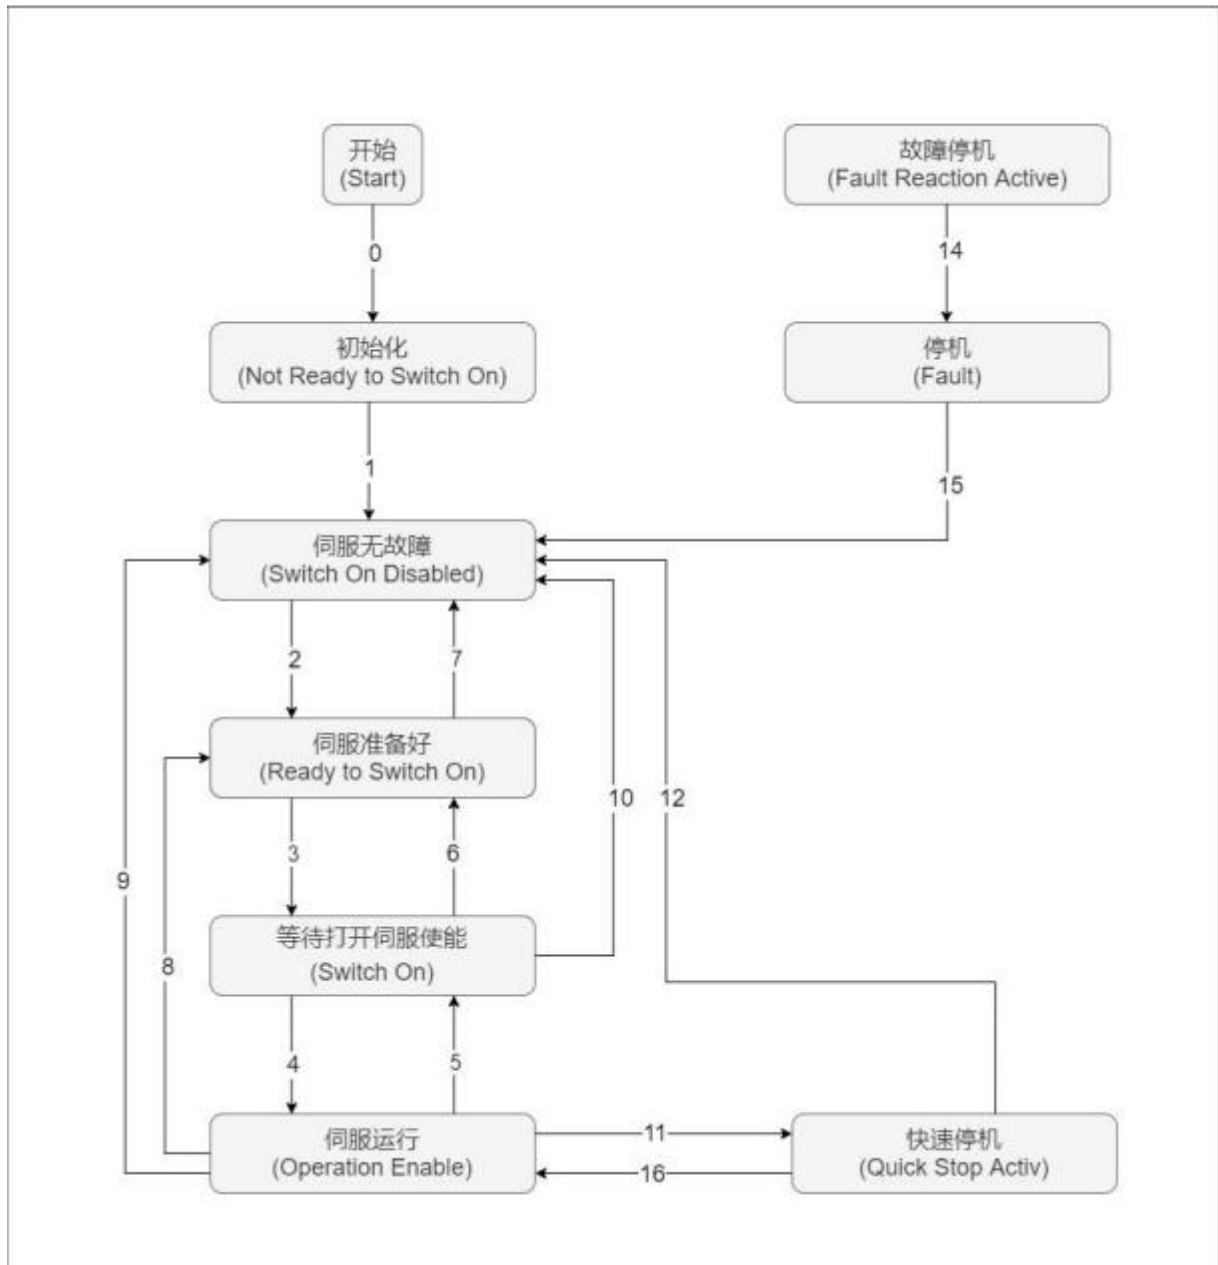 开始
(Start)
故障停机
(Fault Reaction Active)
0
14
初始化
(Not Ready to Switch On)
停机
(Fault)
1
15
伺服无故障
(Switch On Disabled)
2
7
伺服准备好
(Ready to Switch On)
10
12
3
6
9
等待打开伺服使能
(Switch On)
8
4
5
伺服运行
(Operation Enable)
11
16
快速停机
(Quick Stop Activ)